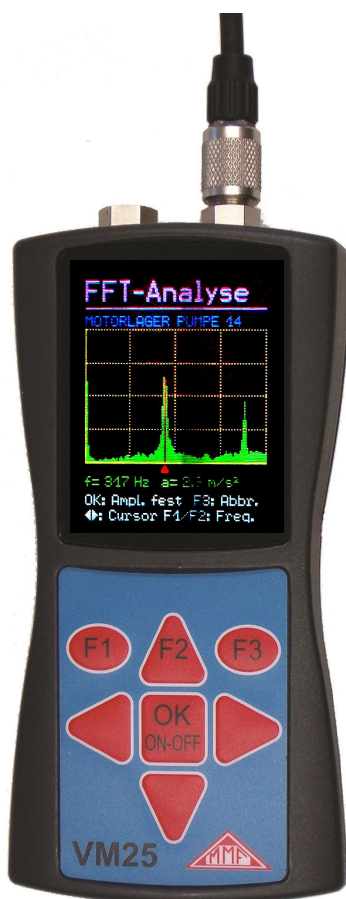 FFT-Analyse
MOTORLAGER PUMPE 14
f= 317 Hz a= 2.3 m/s²
OK: Ampl. fest F3: Abbr.
◀▶: Cursor F1/F2: Freq.
F1 F2 F3
OK
ON-OFF
VM25
MMF